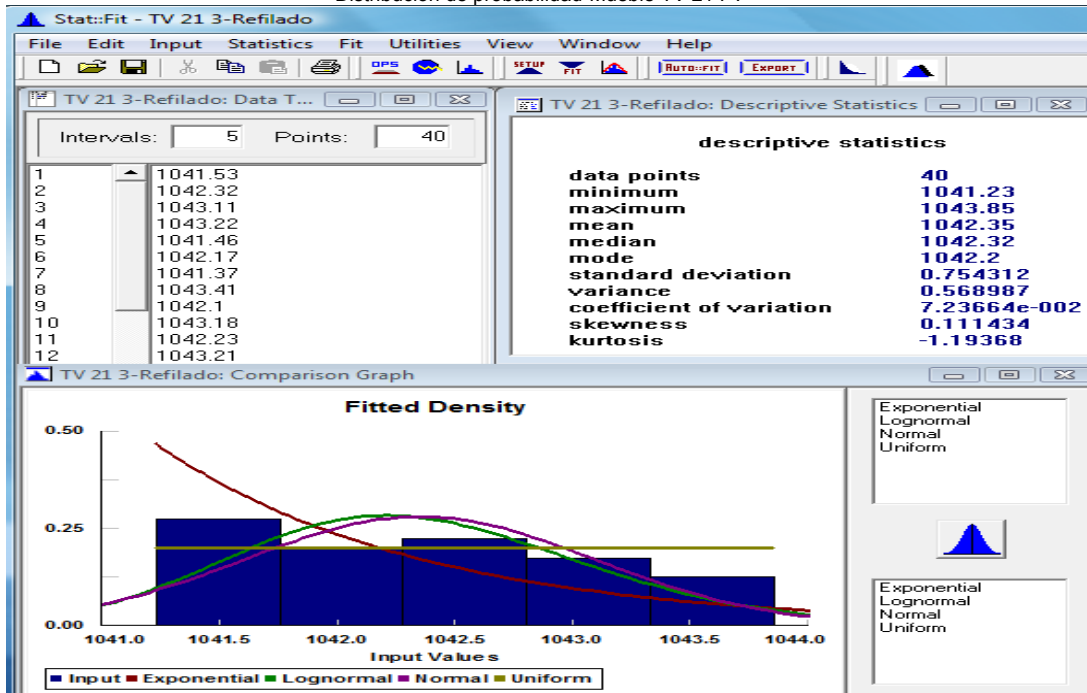 Stat::Fit - TV 21 3-Refilado
File Edit Input Statistics Fit Utilities View Window Help
OPS SETUP FIT AUTO::FIT EXPORT
TV 21 3-Refilado: Data T...
Intervals: 5 Points: 40
1 1041.53
2 1042.32
3 1043.11
4 1043.22
5 1041.46
6 1042.17
7 1041.37
8 1043.41
9 1042.1
10 1043.18
11 1042.23
12 1043.21
TV 21 3-Refilado: Descriptive Statistics
descriptive statistics
data points 40
minimum 1041.23
maximum 1043.85
mean 1042.35
median 1042.32
mode 1042.2
standard deviation 0.754312
variance 0.568987
coefficient of variation 7.23664e-002
skewness 0.111434
kurtosis -1.19368
TV 21 3-Refilado: Comparison Graph
Fitted Density
0.50
0.25
0.00
1041.0 1041.5 1042.0 1042.5 1043.0 1043.5 1044.0
Input Values
Input Exponential Lognormal Normal Uniform
Exponential
Lognormal
Normal
Uniform
Exponential
Lognormal
Normal
Uniform